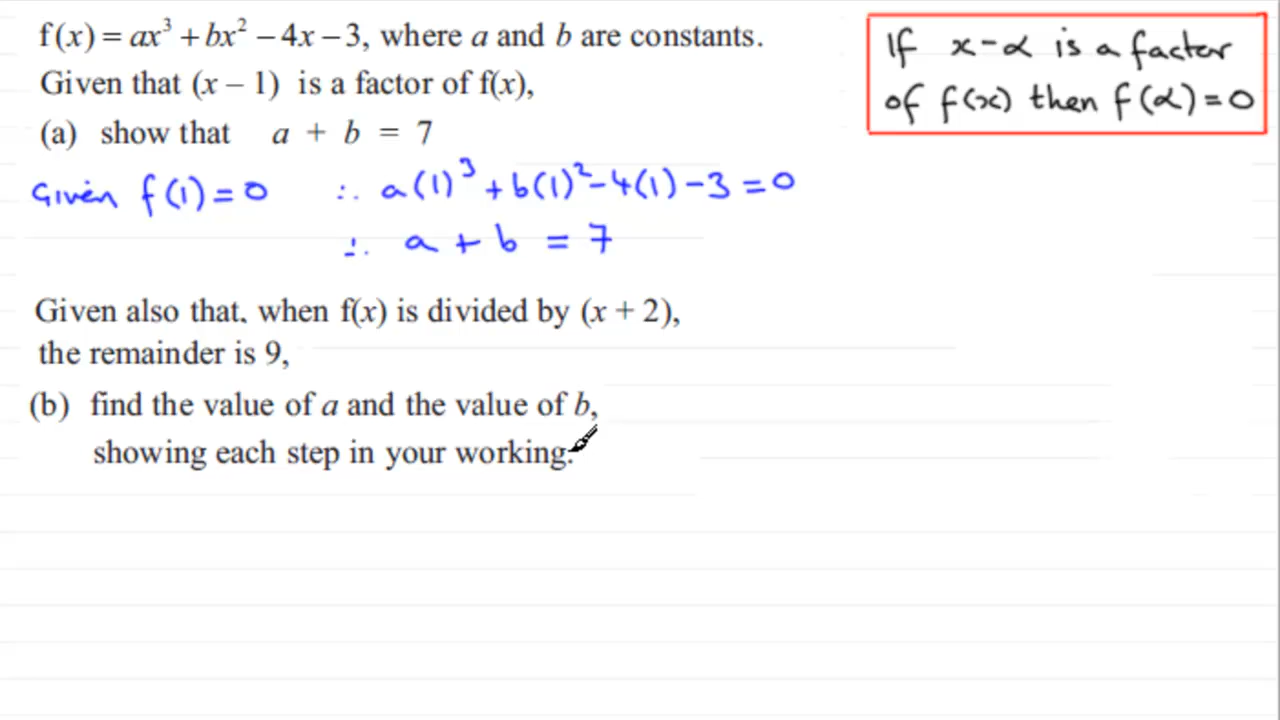 f(x) = ax³ + bx² − 4x − 3, where a and b are constants.
Given that (x − 1) is a factor of f(x),
(a) show that a + b = 7
Given f(1) = 0 ∴ a(1)³ + b(1)² − 4(1) − 3 = 0
∴ a + b = 7
If x − α is a factor
of f(x) then f(α) = 0
Given also that, when f(x) is divided by (x + 2),
the remainder is 9,
(b) find the value of a and the value of b,
showing each step in your working.